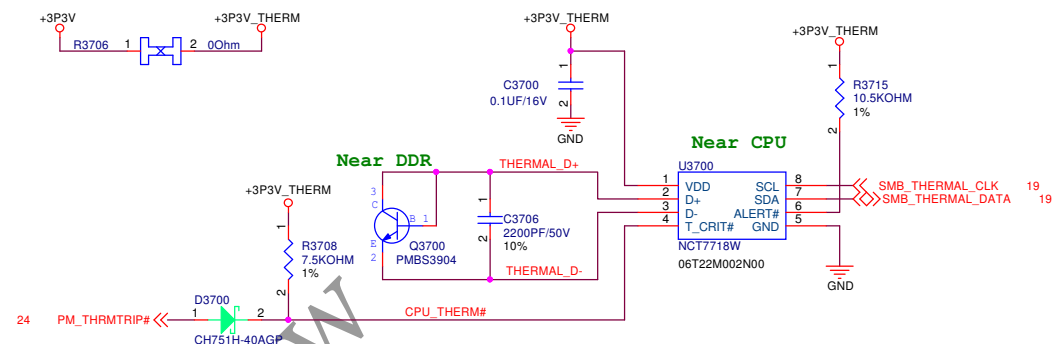 +3P3V
+3P3V_THERM
R3706 1 2 0Ohm
+3P3V_THERM
1
C3700
0.1UF/16V
2
GND
+3P3V_THERM
1
R3715
10.5KOHM
1%
2
Near CPU
U3700
1 VDD SCL 8
2 D+ SDA 7
3 D- ALERT# 6
4 T_CRIT# GND 5
NCT7718W
06T22M002N00
SMB_THERMAL_CLK 19
SMB_THERMAL_DATA 19
GND
Near DDR
THERMAL_D+
3
C
B 1
E
2
Q3700
PMBS3904
1
C3706
2200PF/50V
2
10%
THERMAL_D-
+3P3V_THERM
1
R3708
7.5KOHM
1%
2
D3700
24 PM_THRMTRIP# 1 2
CH751H-40AGP
CPU_THERM#
W